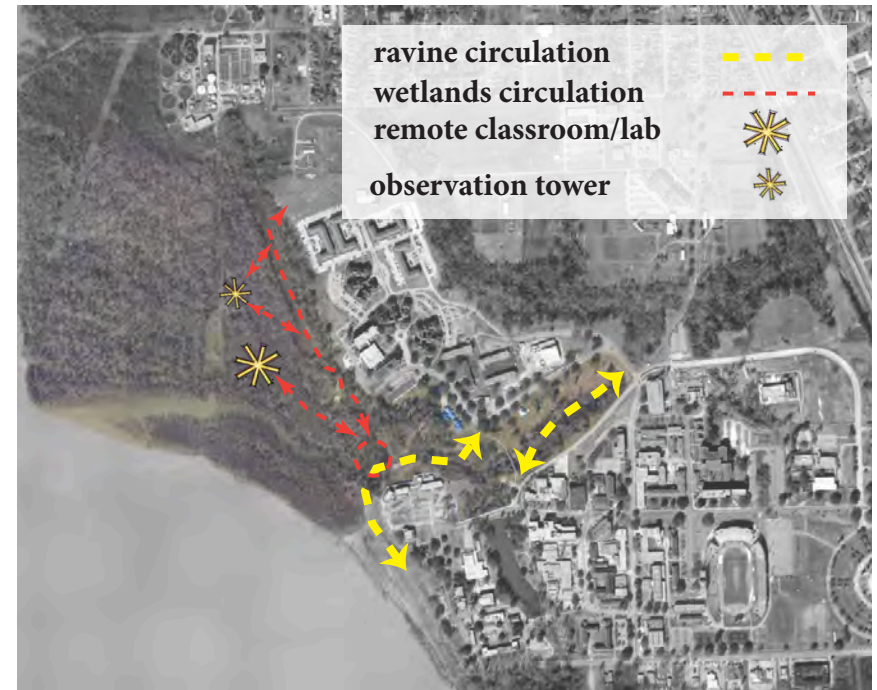 ravine circulation
wetlands circulation
remote classroom/lab
observation tower